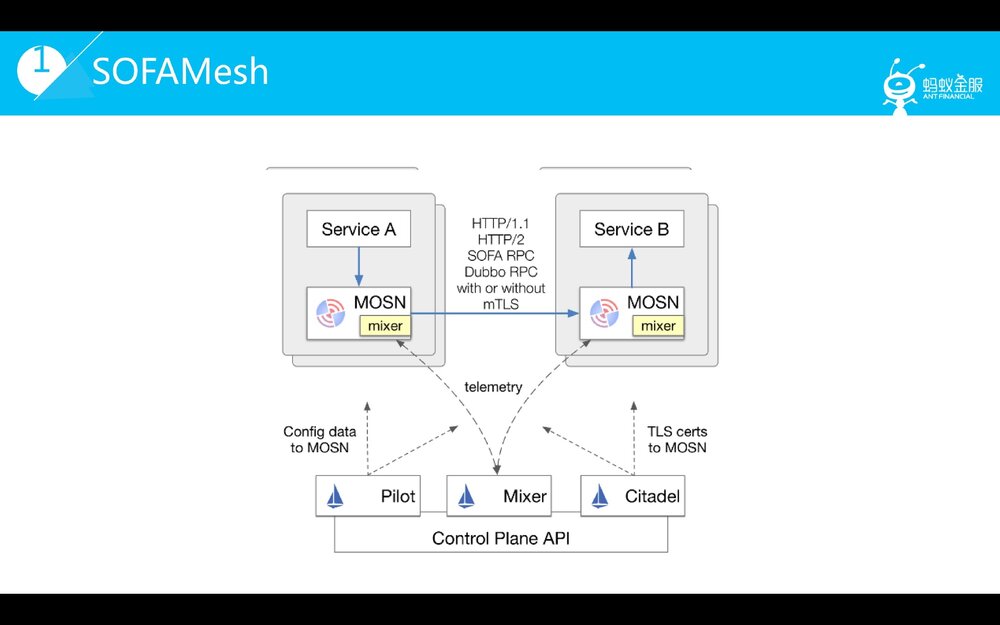 1
SOFAMesh
蚂蚁金服
ANT FINANCIAL
Service A
MOSN
mixer
HTTP/1.1
HTTP/2
SOFA RPC
Dubbo RPC
with or without
mTLS
Service B
MOSN
mixer
telemetry
Config data
to MOSN
TLS certs
to MOSN
Pilot
Mixer
Citadel
Control Plane API